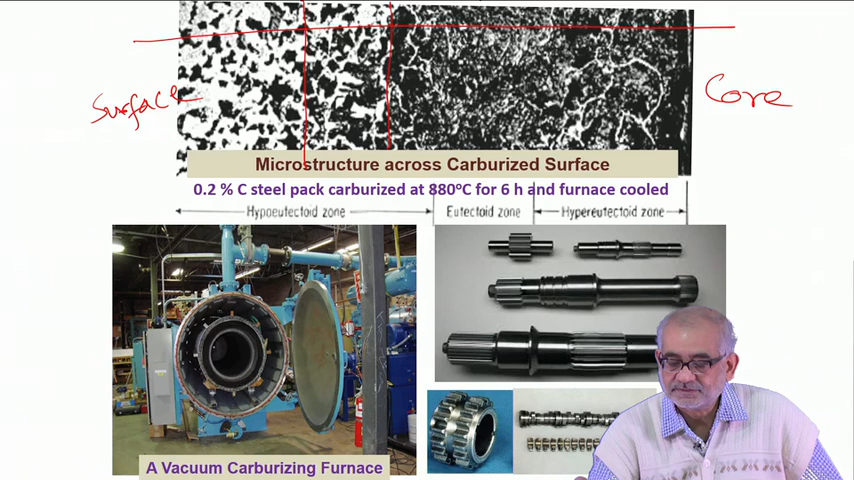 Surface
Core
Microstructure across Carburized Surface
0.2 % C steel pack carburized at 880°C for 6 h and furnace cooled
Hypoeutectoid zone
Eutectoid zone
Hypereutectoid zone
A Vacuum Carburizing Furnace